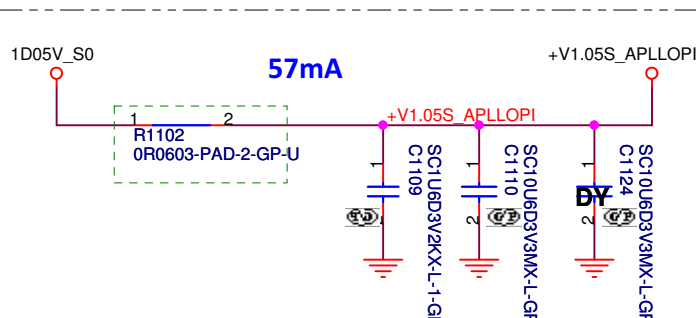 1D05V_S0
57mA
+V1.05S_APLLOPI
+V1.05S_APLLOPI
1
2
R1102
0R0603-PAD-2-GP-U
1
C1109
SC1U6D3V2KX-L-1-G
1
2
C1110
SC10U6D3V3MX-L-GP
1
2
DY
C1124
SC10U6D3V3MX-L-GP